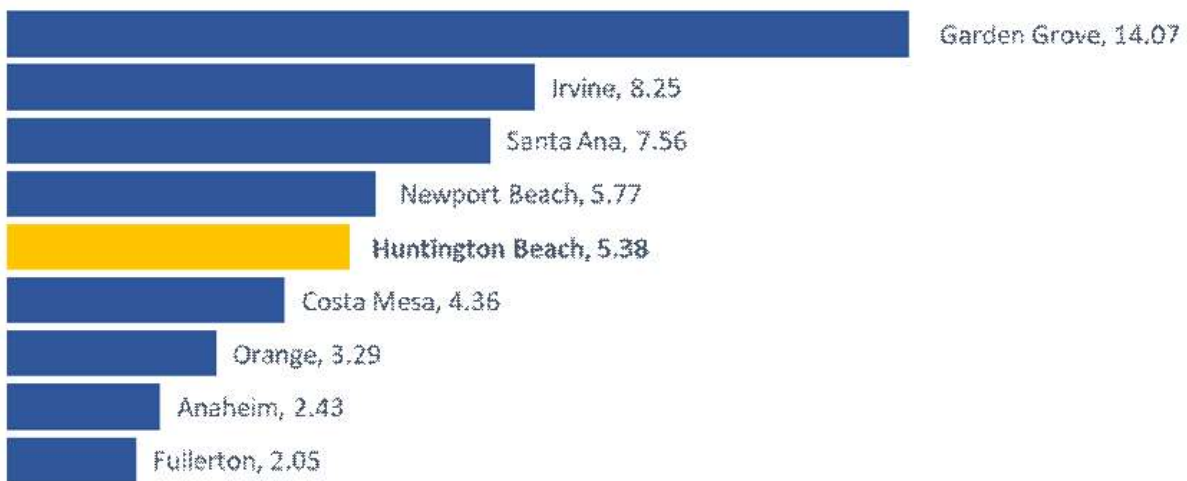 Garden Grove, 14.07
Irvine, 8.25
Santa Ana, 7.56
Newport Beach, 5.77
Huntington Beach, 5.38
Costa Mesa, 4.36
Orange, 3.29
Anaheim, 2.43
Fullerton, 2.05